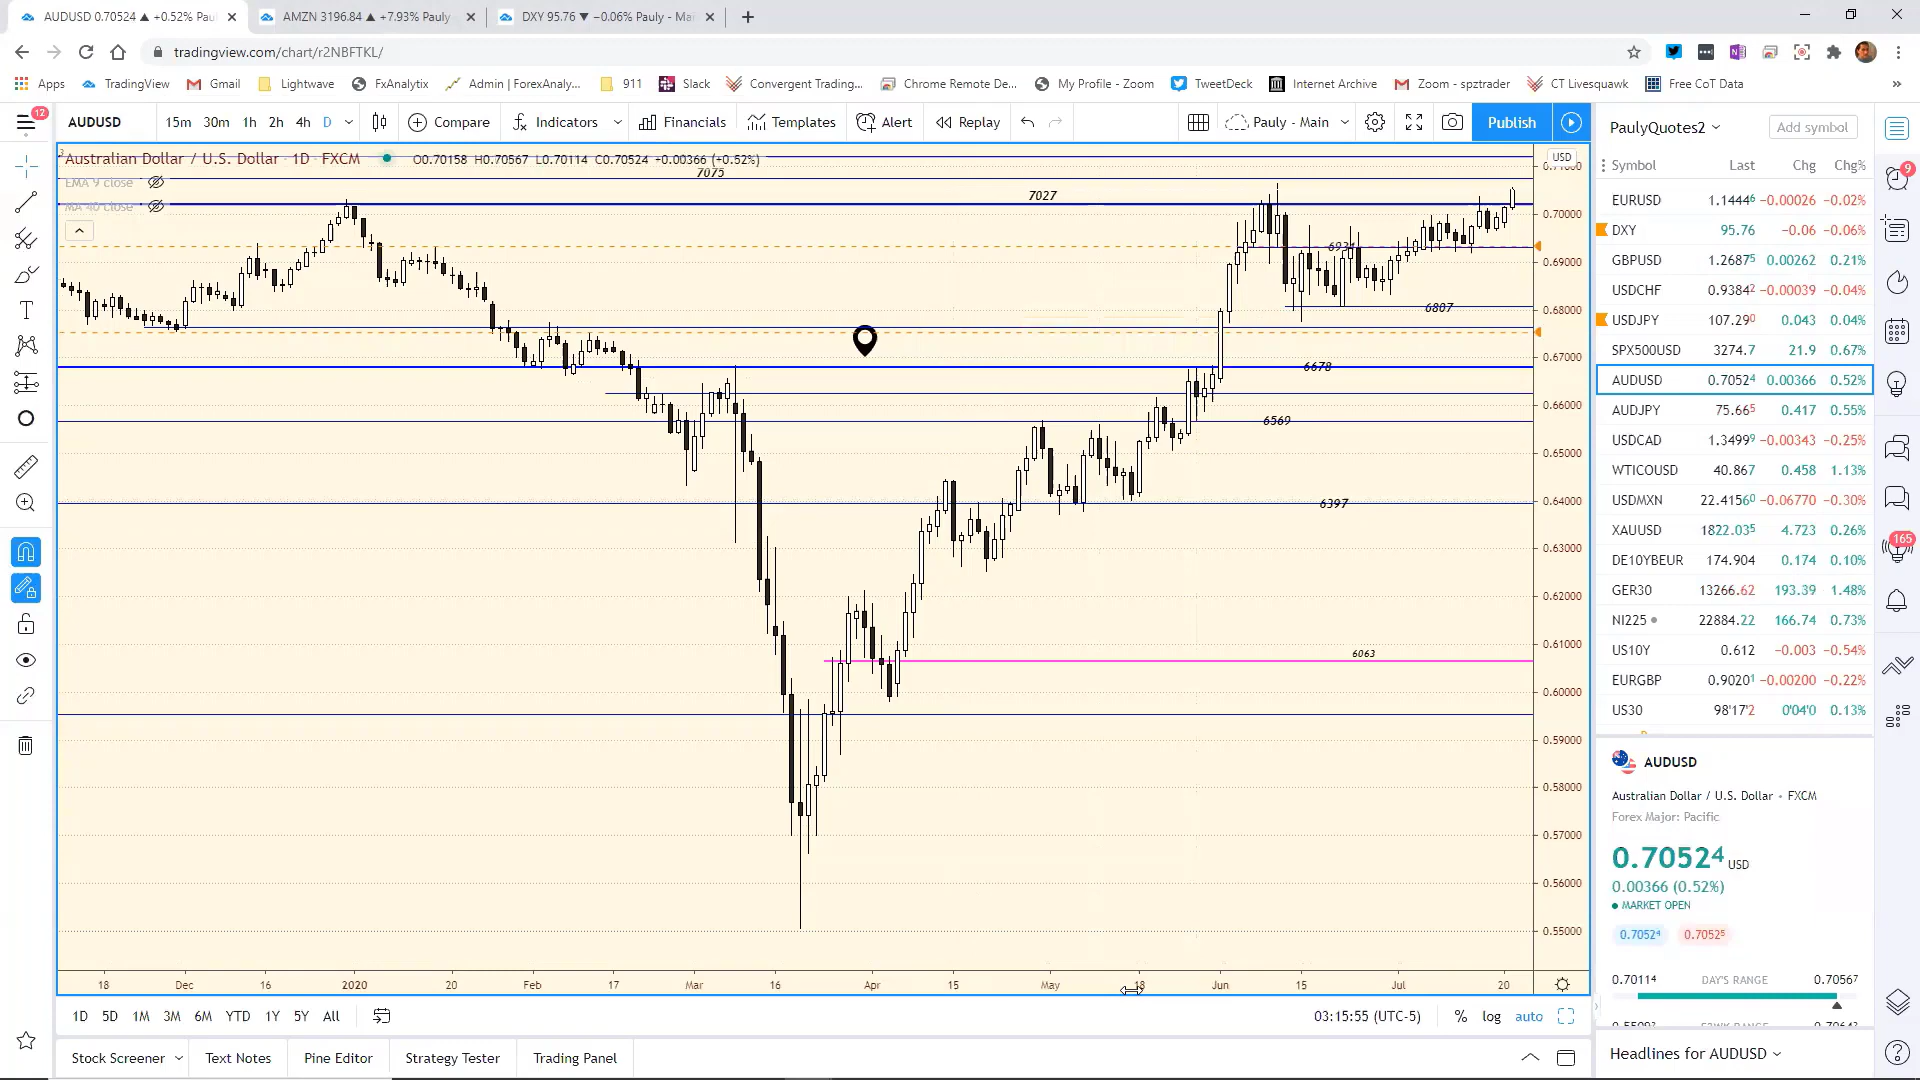 AUDUSD 0.70524 ▲ +0.52% Pau
AMZN 3196.84 ▲ +7.93% Pauly
DXY 95.76 ▼ −0.06% Pauly - Mai
tradingview.com/chart/r2NBFTKL/
Apps TradingView Gmail Lightwave FxAnalytix Admin | ForexAnaly... 911 Slack Convergent Trading... Chrome Remote De... My Profile - Zoom TweetDeck Internet Archive Zoom - spztrader CT Livesquawk Free CoT Data »
12
AUDUSD 15m 30m 1h 2h 4h D Compare Indicators Financials Templates Alert Replay Pauly - Main Publish
Australian Dollar / U.S. Dollar · 1D · FXCM O0.70158 H0.70567 L0.70114 C0.70524 +0.00366 (+0.52%)
EMA 9 close
MA 40 close
7075
7027
6931
6807
6678
6569
6397
6063
USD
0.70000
0.69000
0.68000
0.67000
0.66000
0.65000
0.64000
0.63000
0.62000
0.61000
0.60000
0.59000
0.58000
0.57000
0.56000
0.55000
18 Dec 16 2020 20 Feb 17 Mar 16 Apr 15 May 18 Jun 15 Jul 20
1D 5D 1M 3M 6M YTD 1Y 5Y All
03:15:55 (UTC-5) % log auto
Stock Screener Text Notes Pine Editor Strategy Tester Trading Panel
PaulyQuotes2 Add symbol
Symbol Last Chg Chg%
EURUSD 1.14446 −0.00026 −0.02%
DXY 95.76 −0.06 −0.06%
GBPUSD 1.26875 0.00262 0.21%
USDCHF 0.93842 −0.00039 −0.04%
USDJPY 107.290 0.043 0.04%
SPX500USD 3274.7 21.9 0.67%
AUDUSD 0.70524 0.00366 0.52%
AUDJPY 75.665 0.417 0.55%
USDCAD 1.34999 −0.00343 −0.25%
WTICOUSD 40.867 0.458 1.13%
USDMXN 22.41560 −0.06770 −0.30%
XAUUSD 1822.035 4.723 0.26%
DE10YBEUR 174.904 0.174 0.10%
GER30 13266.62 193.39 1.48%
NI225 22884.22 166.74 0.73%
US10Y 0.612 −0.003 −0.54%
EURGBP 0.90201 −0.00200 −0.22%
US30 98'17'2 0'04'0 0.13%
AUDUSD
Australian Dollar / U.S. Dollar • FXCM
Forex Major: Pacific
0.70524 USD
0.00366 (0.52%)
MARKET OPEN
0.70524 0.70525
0.70114 DAY'S RANGE 0.70567
Headlines for AUDUSD
9
165